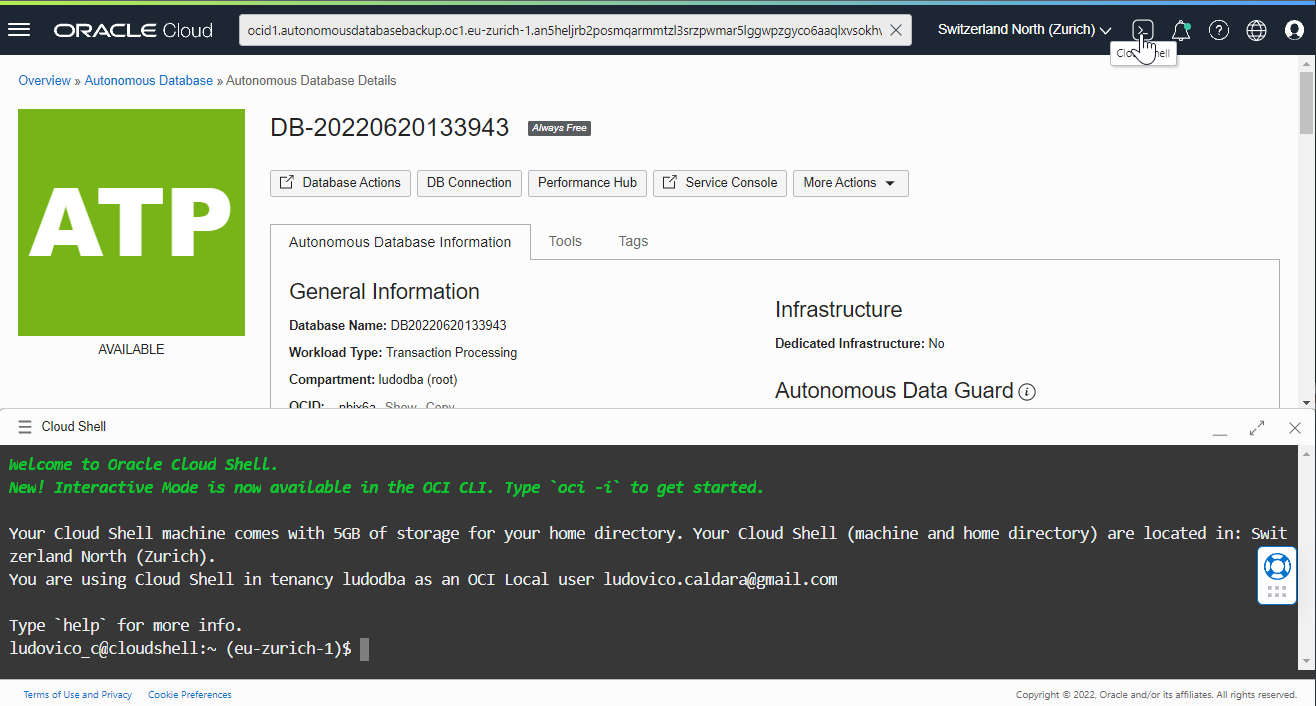 ORACLE Cloud
ocid1.autonomousdatabasebackup.oc1.eu-zurich-1.an5heljrb2posmqarmmtzl3srzpwmar5lggwpzgyco6aaqlxvsokhv
Switzerland North (Zurich)
Overview » Autonomous Database » Autonomous Database Details
ATP
AVAILABLE
DB-20220620133943 Always Free
Database Actions DB Connection Performance Hub Service Console More Actions
Autonomous Database Information Tools Tags
General Information
Database Name: DB20220620133943
Workload Type: Transaction Processing
Compartment: ludodba (root)
OCID: ...nbix6a Show Copy
Infrastructure
Dedicated Infrastructure: No
Autonomous Data Guard
Cloud Shell
Welcome to Oracle Cloud Shell.
New! Interactive Mode is now available in the OCI CLI. Type `oci -i` to get started.
Your Cloud Shell machine comes with 5GB of storage for your home directory. Your Cloud Shell (machine and home directory) are located in: Swit
zerland North (Zurich).
You are using Cloud Shell in tenancy ludodba as an OCI Local user ludovico.caldara@gmail.com
Type `help` for more info.
ludovico_c@cloudshell:~ (eu-zurich-1)$
Terms of Use and Privacy Cookie Preferences
Copyright © 2022, Oracle and/or its affiliates. All rights reserved.